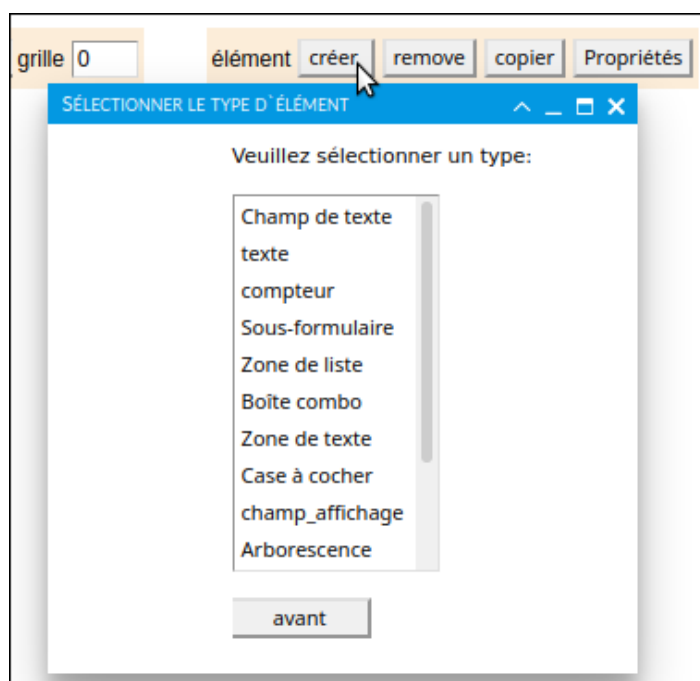 grille 0 élément créer remove copier Propriétés
SÉLECTIONNER LE TYPE D`ÉLÉMENT
Veuillez sélectionner un type:
Champ de texte
texte
compteur
Sous-formulaire
Zone de liste
Boîte combo
Zone de texte
Case à cocher
champ_affichage
Arborescence
avant